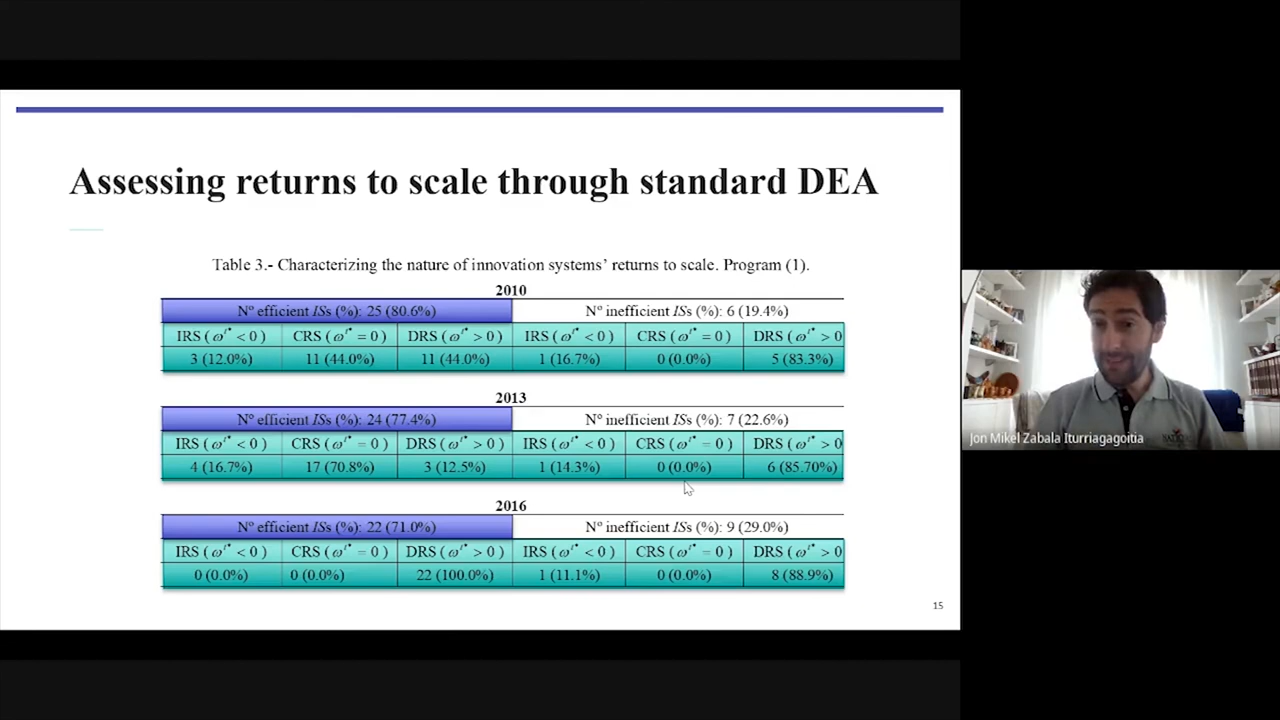 Assessing returns to scale through standard DEA
Table 3.- Characterizing the nature of innovation systems' returns to scale. Program (1).
2010
Nº efficient ISs (%): 25 (80.6%) Nº inefficient ISs (%): 6 (19.4%)
IRS (ω^t* < 0) CRS (ω^t* = 0) DRS (ω^t* > 0) IRS (ω^t* < 0) CRS (ω^t* = 0) DRS (ω^t* > 0
3 (12.0%) 11 (44.0%) 11 (44.0%) 1 (16.7%) 0 (0.0%) 5 (83.3%)
2013
Nº efficient ISs (%): 24 (77.4%) Nº inefficient ISs (%): 7 (22.6%)
IRS (ω^t* < 0) CRS (ω^t* = 0) DRS (ω^t* > 0) IRS (ω^t* < 0) CRS (ω^t* = 0) DRS (ω^t* > 0
4 (16.7%) 17 (70.8%) 3 (12.5%) 1 (14.3%) 0 (0.0%) 6 (85.70%)
2016
Nº efficient ISs (%): 22 (71.0%) Nº inefficient ISs (%): 9 (29.0%)
IRS (ω^t* < 0) CRS (ω^t* = 0) DRS (ω^t* > 0) IRS (ω^t* < 0) CRS (ω^t* = 0) DRS (ω^t* > 0
0 (0.0%) 0 (0.0%) 22 (100.0%) 1 (11.1%) 0 (0.0%) 8 (88.9%)
15
Jon Mikel Zabala Iturriagagoitia